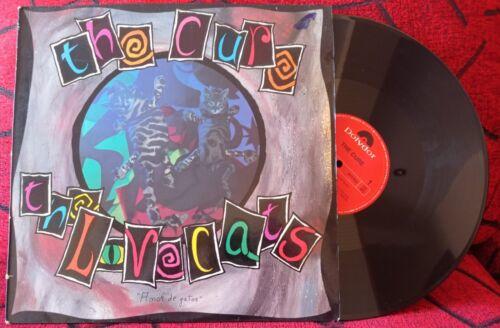 the CURe
the LoveCats
"Amor de gatos"
Polydor
THE CURE